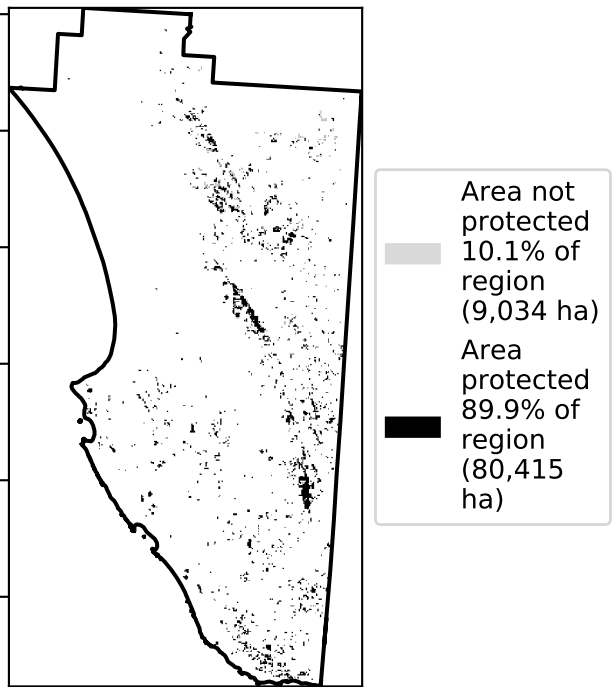 Area not
protected
10.1% of
region
(9,034 ha)
Area
protected
89.9% of
region
(80,415
ha)